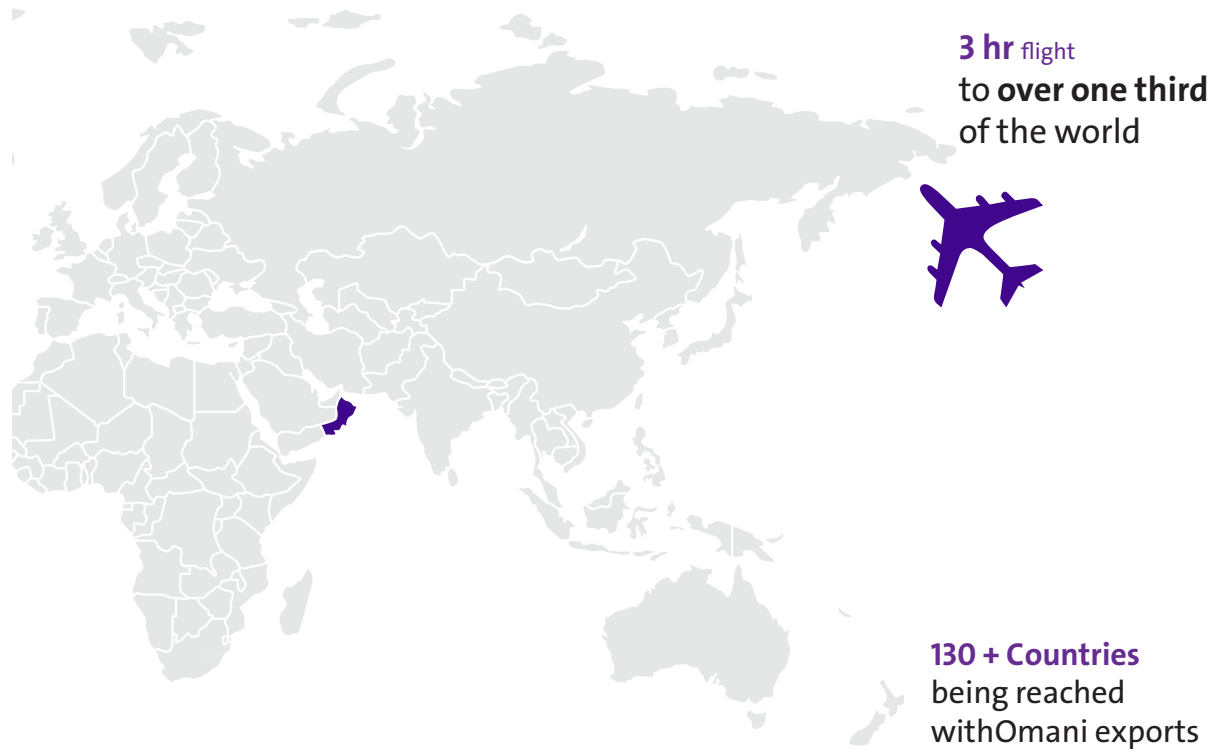 3 hr flight
to over one third
of the world
130 + Countries
being reached
withOmani exports